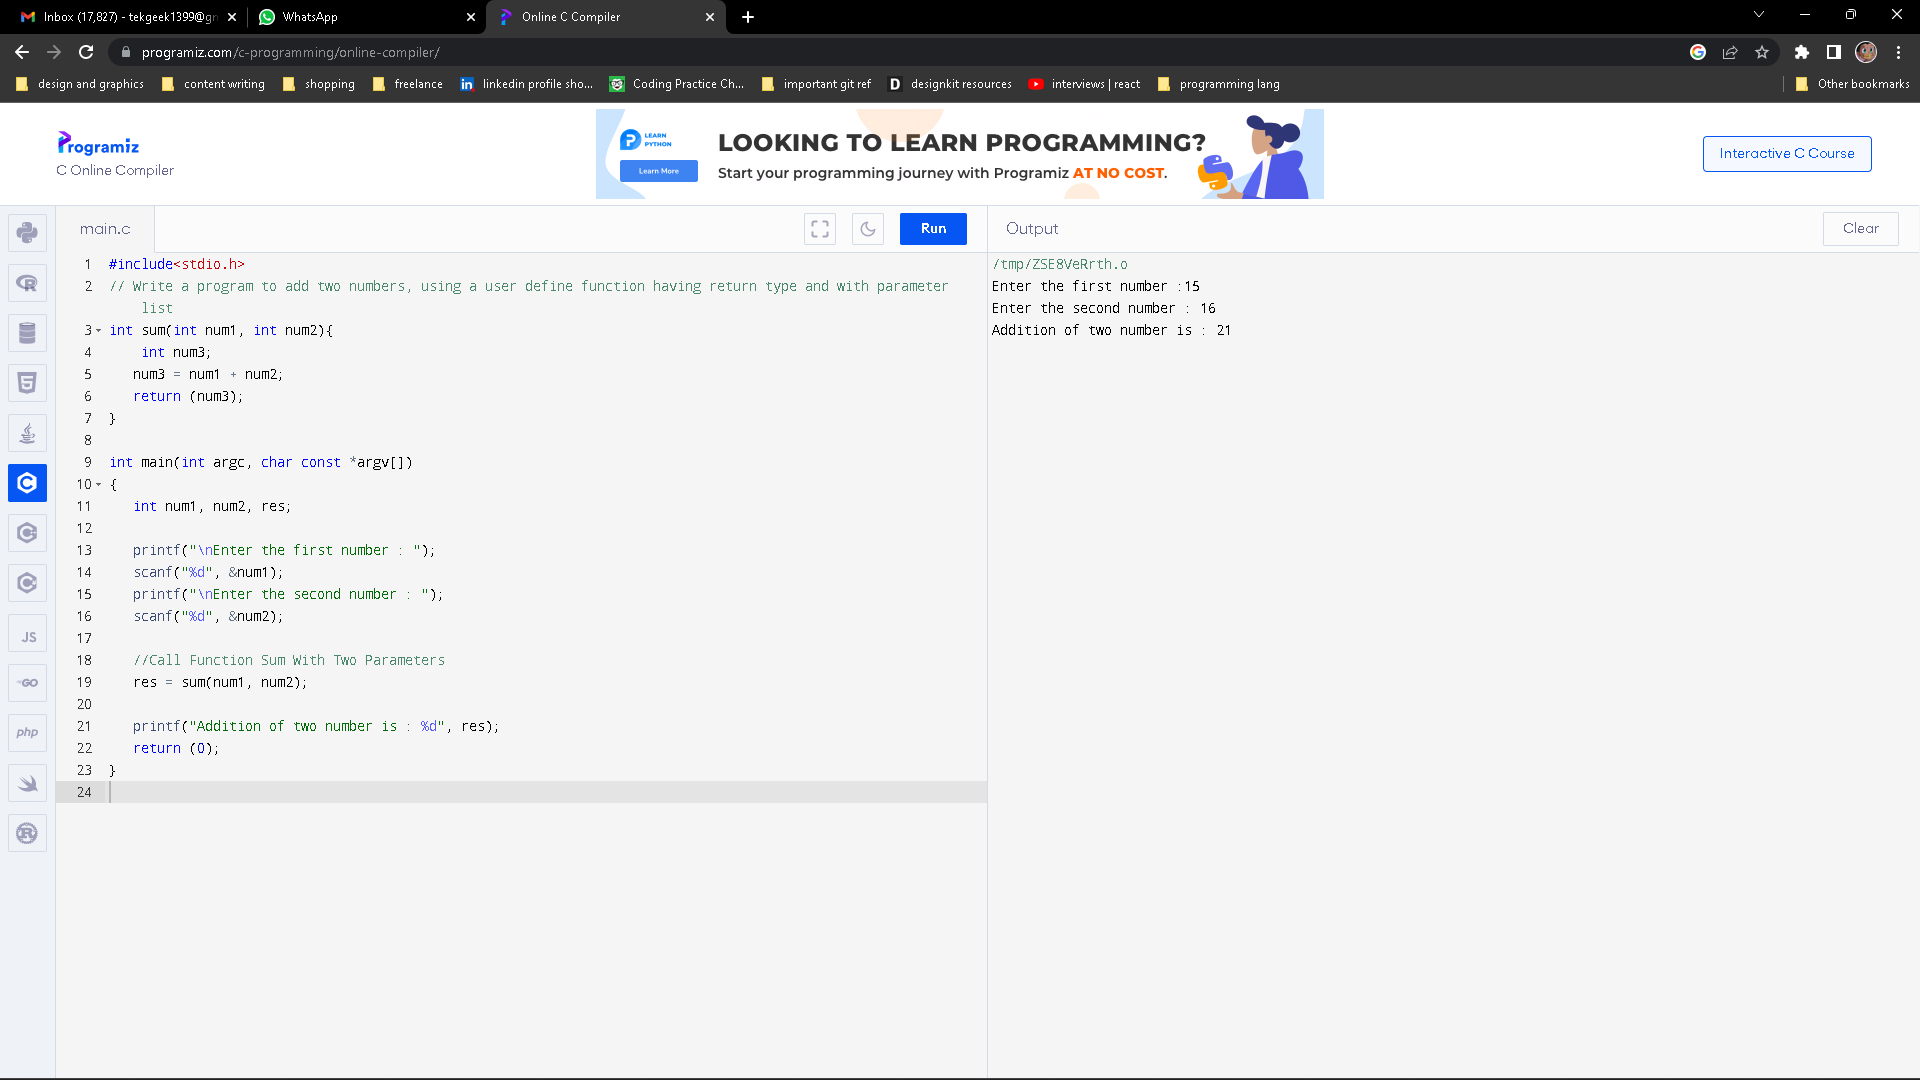 Inbox (17,827) - tekgeek1399@gm
WhatsApp
Online C Compiler
programiz.com/c-programming/online-compiler/
design and graphics
content writing
shopping
freelance
linkedin profile sho...
Coding Practice Ch...
important git ref
designkit resources
interviews | react
programming lang
Other bookmarks
Programiz
C Online Compiler
LEARN
PYTHON
Learn More
LOOKING TO LEARN PROGRAMMING?
Start your programming journey with Programiz AT NO COST.
Interactive C Course
main.c
Run
Output
Clear
JS
GO
php
1 #include<stdio.h>
2 // Write a program to add two numbers, using a user define function having return type and with parameter
list
3 int sum(int num1, int num2){
4 int num3;
5 num3 = num1 + num2;
6 return (num3);
7 }
8
9 int main(int argc, char const *argv[])
10 {
11 int num1, num2, res;
12
13 printf("\nEnter the first number : ");
14 scanf("%d", &num1);
15 printf("\nEnter the second number : ");
16 scanf("%d", &num2);
17
18 //Call Function Sum With Two Parameters
19 res = sum(num1, num2);
20
21 printf("Addition of two number is : %d", res);
22 return (0);
23 }
24
/tmp/ZSE8VeRrth.o
Enter the first number :15
Enter the second number : 16
Addition of two number is : 21